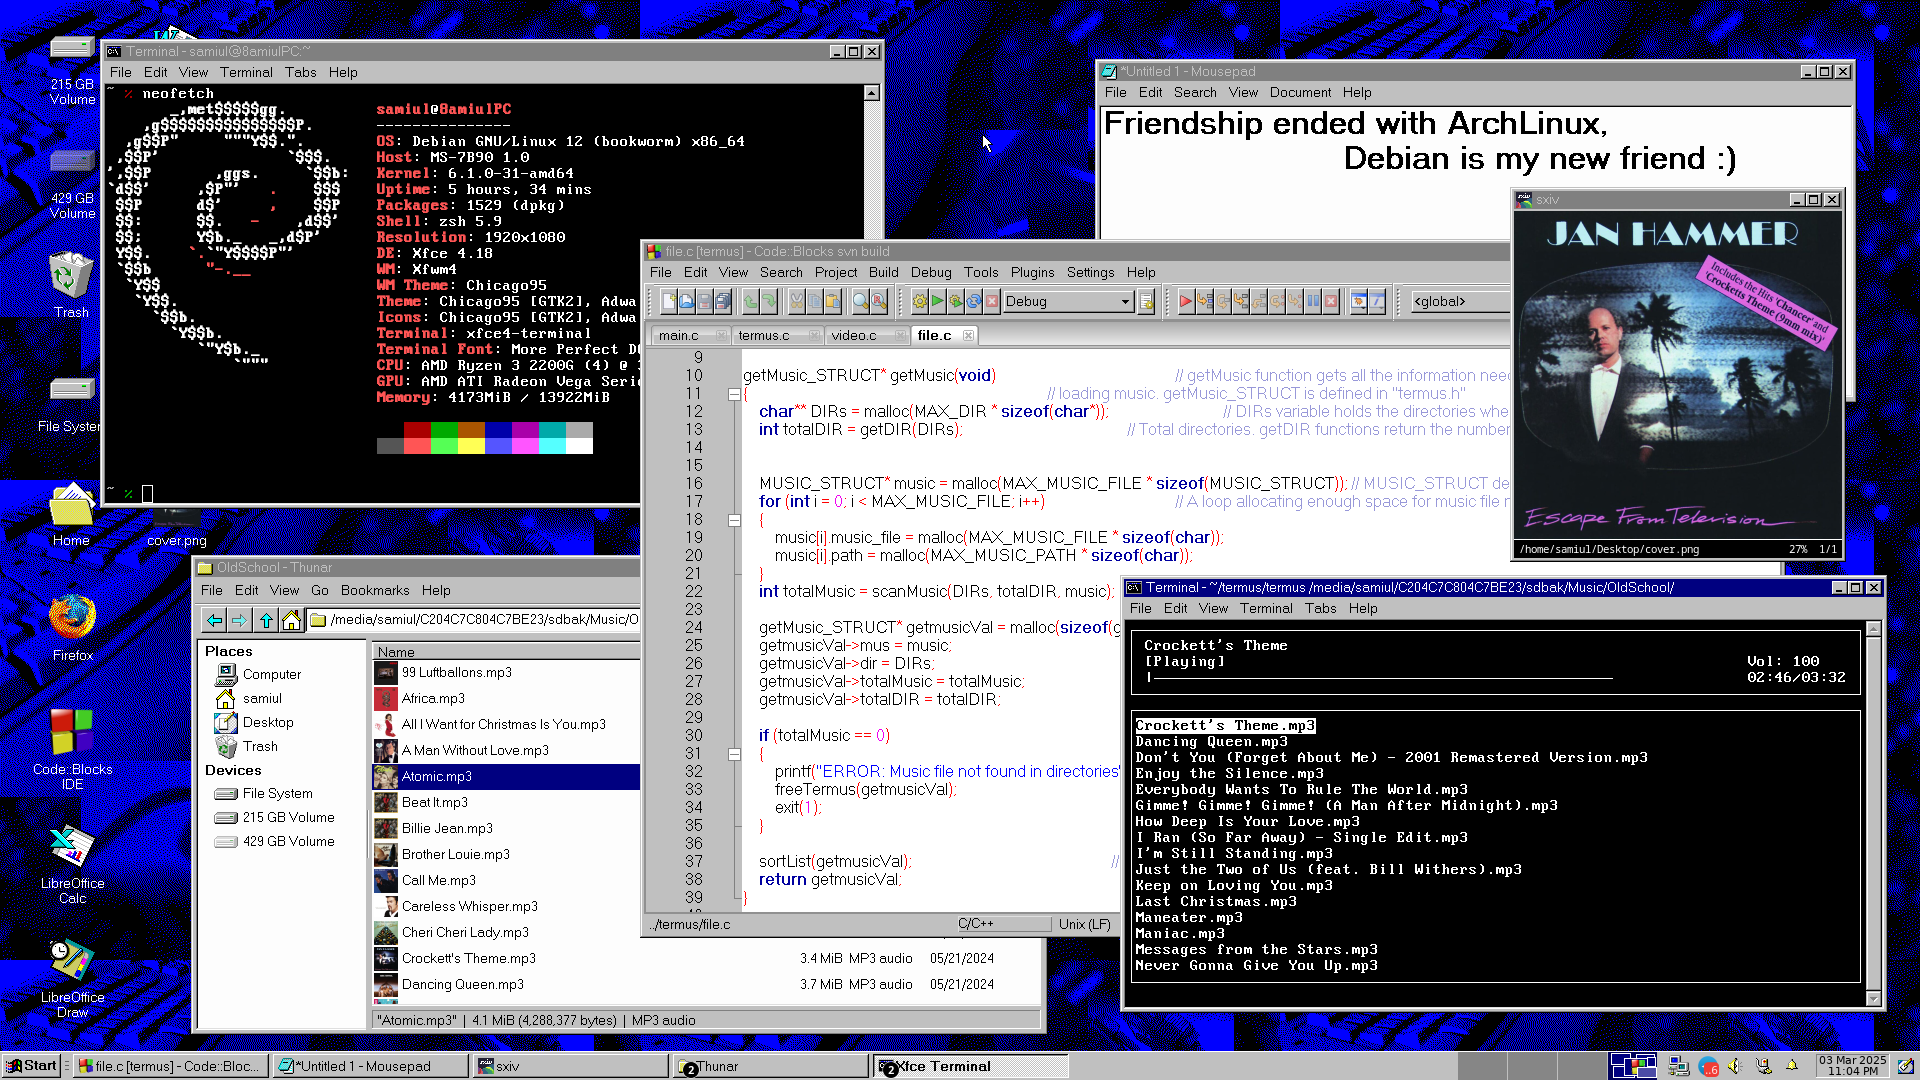 215 GB
Volume
429 GB
Volume
Trash
File Syster
Home
cover.png
Firefox
Code::Blocks
IDE
LibreOffice
Calc
LibreOffice
Draw
Terminal - samiul@8amiulPC:~
File Edit View Terminal Tabs Help
~ % neofetch
_,met$$$$$gg.
,g$$$$$$$$$$$$$$$P.
,g$$P" """Y$$.".
,$$P' `$$$.
',$$P ,ggs. `$$b:
`d$$' ,$P"' . $$$
$$P d$' , $$P
$$: $$. - ,d$$'
$$; Y$b._ _,d$P'
Y$$. `.`"Y$$$$P"'
`$$b "-.__
`Y$$
`Y$$.
`$$b.
`Y$$b.
`"Y$b._
`"""
samiul@8amiulPC
---------------
OS: Debian GNU/Linux 12 (bookworm) x86_64
Host: MS-7B90 1.0
Kernel: 6.1.0-31-amd64
Uptime: 5 hours, 34 mins
Packages: 1529 (dpkg)
Shell: zsh 5.9
Resolution: 1920x1080
DE: Xfce 4.18
WM: Xfwm4
WM Theme: Chicago95
Theme: Chicago95 [GTK2], Adwa
Icons: Chicago95 [GTK2], Adwa
Terminal: xfce4-terminal
Terminal Font: More Perfect D
CPU: AMD Ryzen 3 2200G (4) @
GPU: AMD ATI Radeon Vega Serie
Memory: 4173MiB / 13922MiB
~ %
*Untitled 1 - Mousepad
File Edit Search View Document Help
Friendship ended with ArchLinux,
Debian is my new friend :)
sxiv
JAN HAMMER
Includes the Hits 'Chancer' and
'Crocketts Theme (9mm mix)'
Escape From Television
/home/samiul/Desktop/cover.png 27% 1/1
file.c [termus] - Code::Blocks svn build
File Edit View Search Project Build Debug Tools Plugins Settings Help
Debug
<global>
main.c termus.c video.c file.c
9
10 getMusic_STRUCT* getMusic(void) // getMusic function gets all the information need
11 { // loading music. getMusic_STRUCT is defined in "termus.h"
12 char** DIRs = malloc(MAX_DIR * sizeof(char*)); // DIRs variable holds the directories whe
13 int totalDIR = getDIR(DIRs); // Total directories. getDIR functions return the number
14
15
16 MUSIC_STRUCT* music = malloc(MAX_MUSIC_FILE * sizeof(MUSIC_STRUCT)); // MUSIC_STRUCT de
17 for (int i = 0; i < MAX_MUSIC_FILE; i++) // A loop allocating enough space for music file n
18 {
19 music[i].music_file = malloc(MAX_MUSIC_FILE * sizeof(char));
20 music[i].path = malloc(MAX_MUSIC_PATH * sizeof(char));
21 }
22 int totalMusic = scanMusic(DIRs, totalDIR, music);
23
24 getMusic_STRUCT* getmusicVal = malloc(sizeof(g
25 getmusicVal->mus = music;
26 getmusicVal->dir = DIRs;
27 getmusicVal->totalMusic = totalMusic;
28 getmusicVal->totalDIR = totalDIR;
29
30 if (totalMusic == 0)
31 {
32 printf("ERROR: Music file not found in directories"
33 freeTermus(getmusicVal);
34 exit(1);
35 }
36
37 sortList(getmusicVal); //
38 return getmusicVal;
39 }
../termus/file.c C/C++ Unix (LF)
OldSchool - Thunar
File Edit View Go Bookmarks Help
/media/samiul/C204C7C804C7BE23/sdbak/Music/O
Places
Computer
samiul
Desktop
Trash
Devices
File System
215 GB Volume
429 GB Volume
Name
99 Luftballons.mp3
Africa.mp3
All I Want for Christmas Is You.mp3
A Man Without Love.mp3
Atomic.mp3
Beat It.mp3
Billie Jean.mp3
Brother Louie.mp3
Call Me.mp3
Careless Whisper.mp3
Cheri Cheri Lady.mp3
Crockett's Theme.mp3 3.4 MiB MP3 audio 05/21/2024
Dancing Queen.mp3 3.7 MiB MP3 audio 05/21/2024
"Atomic.mp3" | 4.1 MiB (4,288,377 bytes) | MP3 audio
Terminal - ~/termus/termus /media/samiul/C204C7C804C7BE23/sdbak/Music/OldSchool/
File Edit View Terminal Tabs Help
Crockett's Theme
[Playing] Vol: 100
02:46/03:32
Crockett's Theme.mp3
Dancing Queen.mp3
Don't You (Forget About Me) - 2001 Remastered Version.mp3
Enjoy the Silence.mp3
Everybody Wants To Rule The World.mp3
Gimme! Gimme! Gimme! (A Man After Midnight).mp3
How Deep Is Your Love.mp3
I Ran (So Far Away) - Single Edit.mp3
I'm Still Standing.mp3
Just the Two of Us (feat. Bill Withers).mp3
Keep on Loving You.mp3
Last Christmas.mp3
Maneater.mp3
Maniac.mp3
Messages from the Stars.mp3
Never Gonna Give You Up.mp3
Start
file.c [termus] - Code::Bloc...
*Untitled 1 - Mousepad
sxiv
2 Thunar
2 Xfce Terminal
..6
03 Mar 2025
11:04 PM